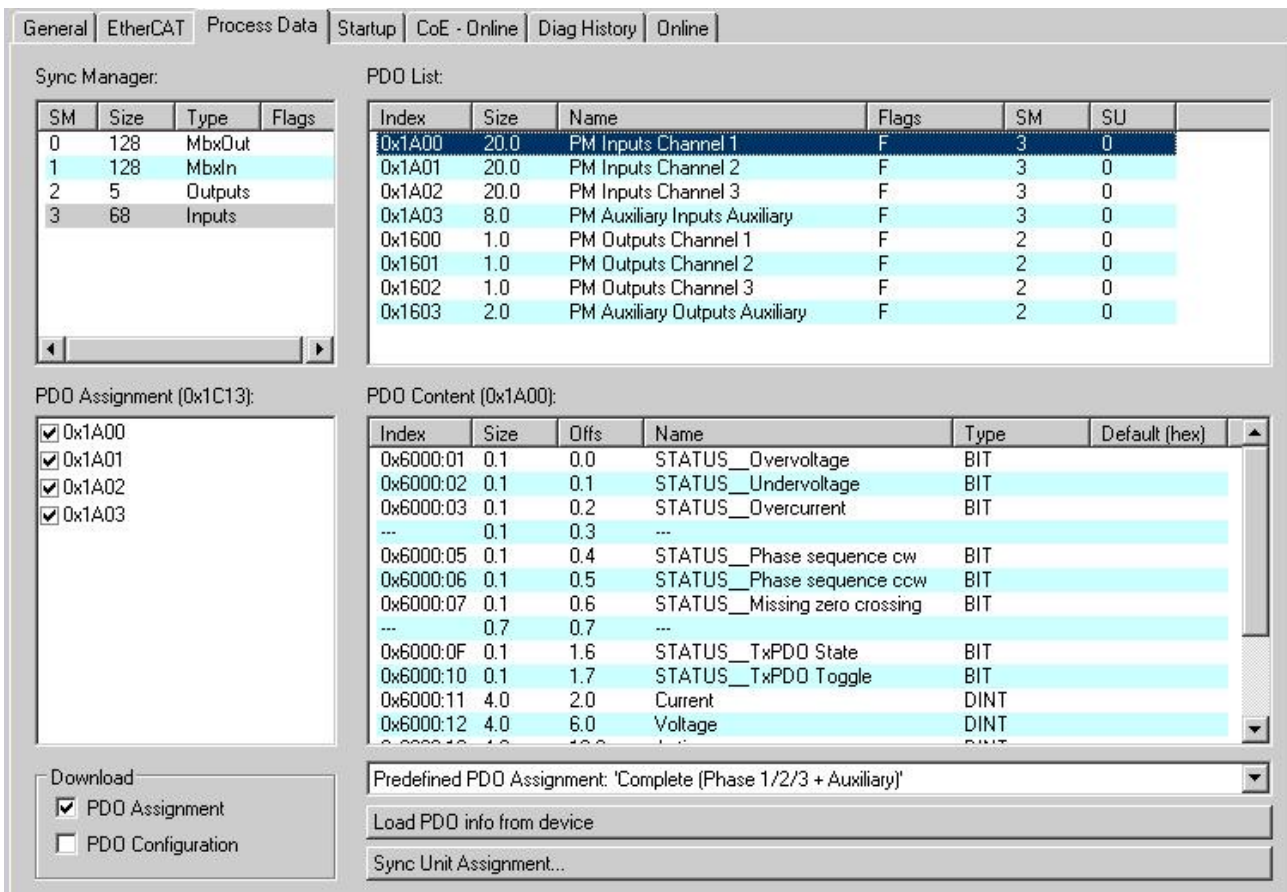 General EtherCAT Process Data Startup CoE - Online Diag History Online
Sync Manager:
SM Size Type Flags
0 128 MbxOut
1 128 MbxIn
2 5 Outputs
3 68 Inputs
PDO List:
Index Size Name Flags SM SU
0x1A00 20.0 PM Inputs Channel 1 F 3 0
0x1A01 20.0 PM Inputs Channel 2 F 3 0
0x1A02 20.0 PM Inputs Channel 3 F 3 0
0x1A03 8.0 PM Auxiliary Inputs Auxiliary F 3 0
0x1600 1.0 PM Outputs Channel 1 F 2 0
0x1601 1.0 PM Outputs Channel 2 F 2 0
0x1602 1.0 PM Outputs Channel 3 F 2 0
0x1603 2.0 PM Auxiliary Outputs Auxiliary F 2 0
PDO Assignment (0x1C13):
0x1A00
0x1A01
0x1A02
0x1A03
PDO Content (0x1A00):
Index Size Offs Name Type Default (hex)
0x6000:01 0.1 0.0 STATUS__Overvoltage BIT
0x6000:02 0.1 0.1 STATUS__Undervoltage BIT
0x6000:03 0.1 0.2 STATUS__Overcurrent BIT
--- 0.1 0.3 ---
0x6000:05 0.1 0.4 STATUS__Phase sequence cw BIT
0x6000:06 0.1 0.5 STATUS__Phase sequence ccw BIT
0x6000:07 0.1 0.6 STATUS__Missing zero crossing BIT
--- 0.7 0.7 ---
0x6000:0F 0.1 1.6 STATUS__TxPDO State BIT
0x6000:10 0.1 1.7 STATUS__TxPDO Toggle BIT
0x6000:11 4.0 2.0 Current DINT
0x6000:12 4.0 6.0 Voltage DINT
Download
PDO Assignment
PDO Configuration
Predefined PDO Assignment: 'Complete (Phase 1/2/3 + Auxiliary)'
Load PDO info from device
Sync Unit Assignment...